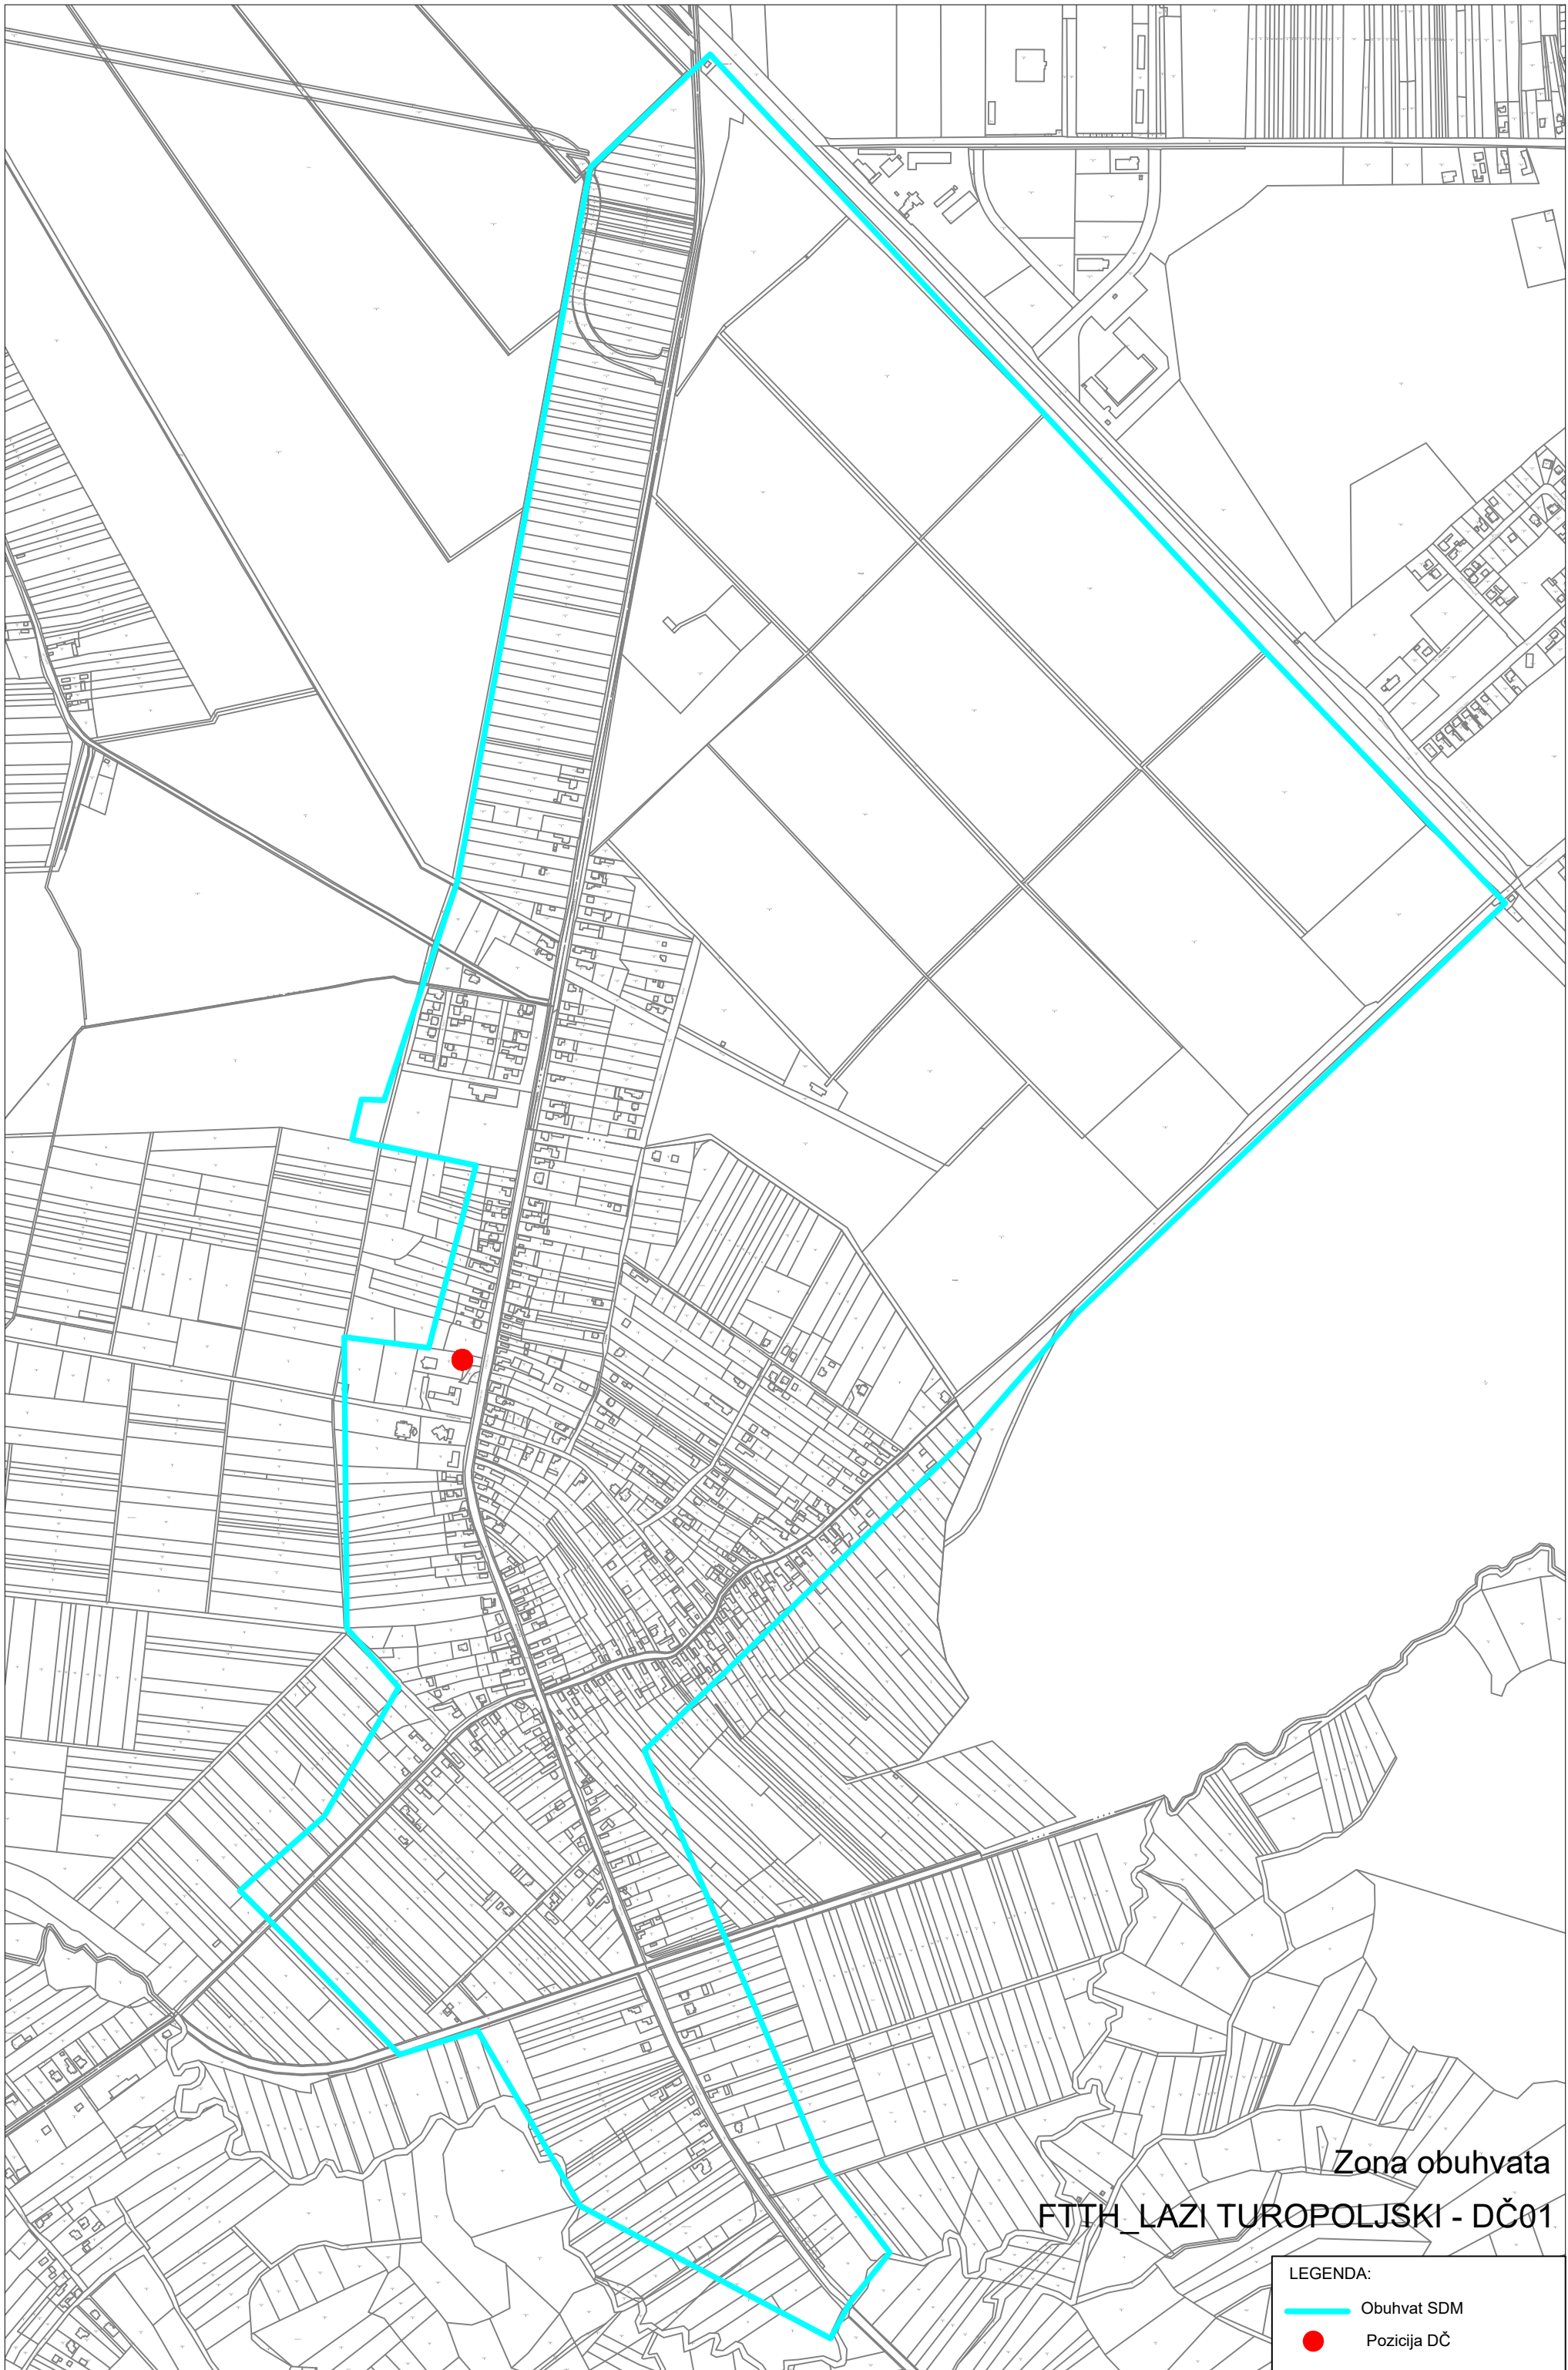 Zona obuhvata
FTTH_LAZI TUROPOLJSKI - DČ01
LEGENDA:
Obuhvat SDM
Pozicija DČ